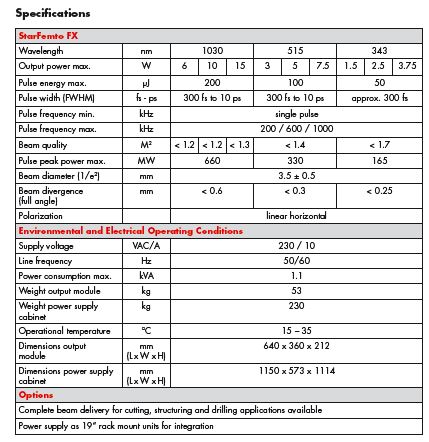 Specifications
StarFemto FX
Wavelength nm 1030 515 343
Output power max. W 6 10 15 3 5 7.5 1.5 2.5 3.75
Pulse energy max. µJ 200 100 50
Pulse width (FWHM) fs - ps 300 fs to 10 ps 300 fs to 10 ps approx. 300 fs
Pulse frequency min. kHz single pulse
Pulse frequency max. kHz 200 / 600 / 1000
Beam quality M² < 1.2 < 1.2 < 1.3 < 1.4 < 1.7
Pulse peak power max. MW 660 330 165
Beam diameter (1/e²) mm 3.5 ± 0.5
Beam divergence mm < 0.6 < 0.3 < 0.25
(full angle)
Polarization linear horizontal
Environmental and Electrical Operating Conditions
Supply voltage VAC/A 230 / 10
Line frequency Hz 50/60
Power consumption max. kVA 1.1
Weight output module kg 53
Weight power supply kg 230
cabinet
Operational temperature °C 15 – 35
Dimensions output mm 640 x 360 x 212
module (L x W x H)
Dimensions power supply mm 1150 x 573 x 1114
cabinet (L x W x H)
Options
Complete beam delivery for cutting, structuring and drilling applications available
Power supply as 19" rack mount units for integration